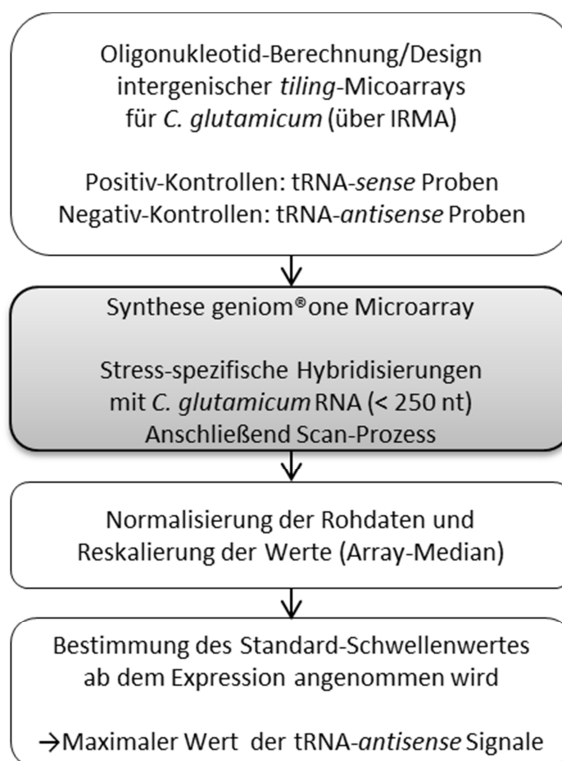 Oligonukleotid-Berechnung/Design
intergenischer tiling-Micoarrays
für C. glutamicum (über IRMA)
Positiv-Kontrollen: tRNA-sense Proben
Negativ-Kontrollen: tRNA-antisense Proben
Synthese geniom®one Microarray
Stress-spezifische Hybridisierungen
mit C. glutamicum RNA (< 250 nt)
Anschließend Scan-Prozess
Normalisierung der Rohdaten und
Reskalierung der Werte (Array-Median)
Bestimmung des Standard-Schwellenwertes
ab dem Expression angenommen wird
→Maximaler Wert der tRNA-antisense Signale